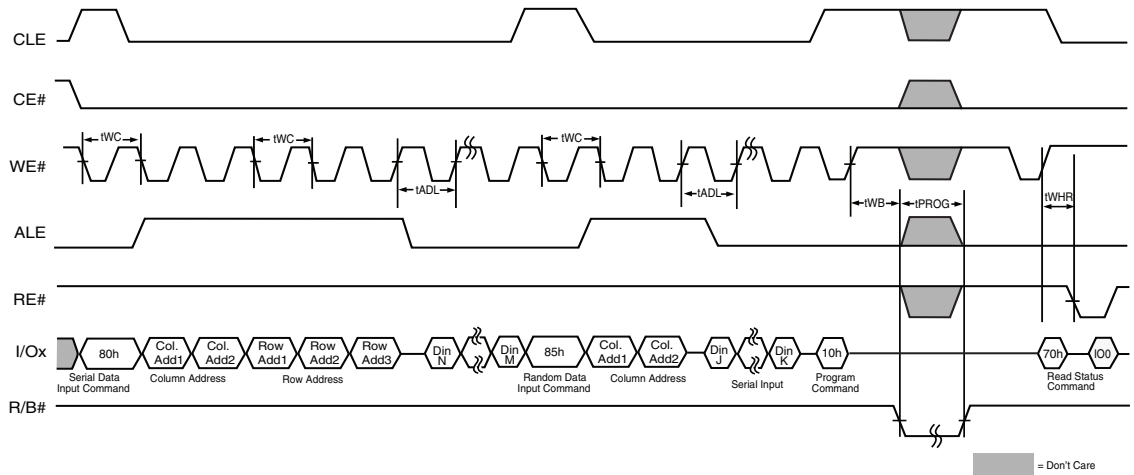 CLE
CE#
tWC
tWC
tWC
WE#
tADL
tADL
tWB
tPROG
tWHR
ALE
RE#
I/Ox
80h
Col. Add1
Col. Add2
Row Add1
Row Add2
Row Add3
Din N
Din M
85h
Col. Add1
Col. Add2
Din J
Din K
10h
70h
IO0
Serial Data Input Command
Column Address
Row Address
Random Data Input Command
Column Address
Serial Input
Program Command
Read Status Command
R/B#
= Don't Care